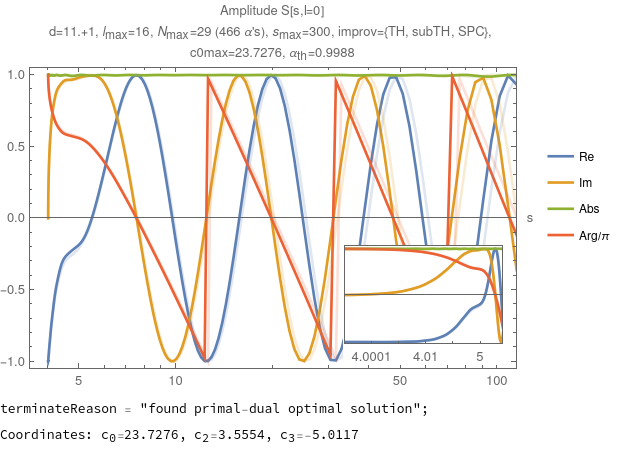 Amplitude S[s,l=0]
d=11.+1, lmax=16, Nmax=29 (466 α's), smax=300, improv={TH, subTH, SPC},
c0max=23.7276, αth=0.9988
1.0
0.5
0.0
-0.5
-1.0
5
10
50
100
s
4.0001
4.01
5
Re
Im
Abs
Arg/π
terminateReason = "found primal-dual optimal solution";
Coordinates: c0=23.7276, c2=3.5554, c3=-5.0117